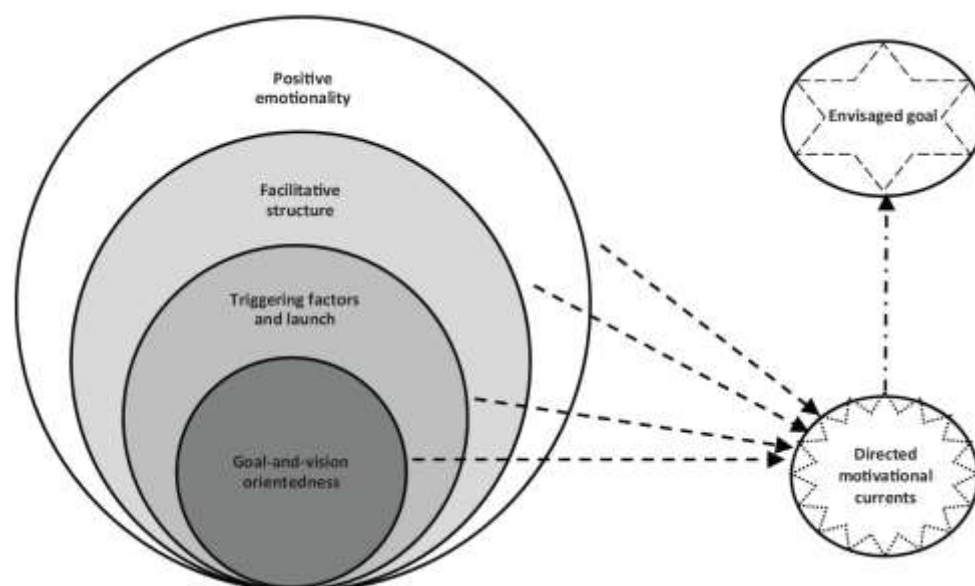 Positive
emotionality
Facilitative
structure
Triggering factors
and launch
Goal-and-vision
orientedness
Envisaged goal
Directed
motivational
currents